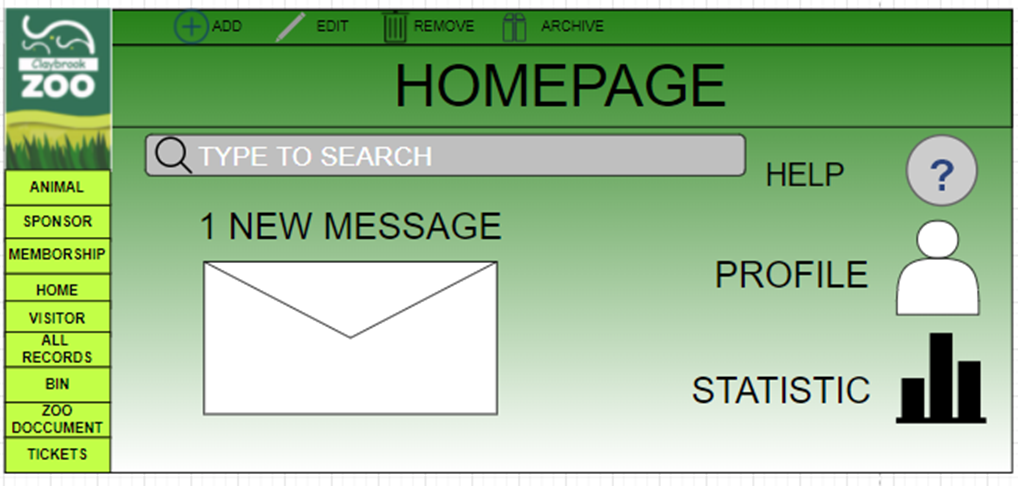 ADD EDIT REMOVE ARCHIVE
Claybrook
ZOO
HOMEPAGE
TYPE TO SEARCH
HELP
?
1 NEW MESSAGE
PROFILE
STATISTIC
ANIMAL
SPONSOR
MEMBORSHIP
HOME
VISITOR
ALL
RECORDS
BIN
ZOO
DOCCUMENT
TICKETS